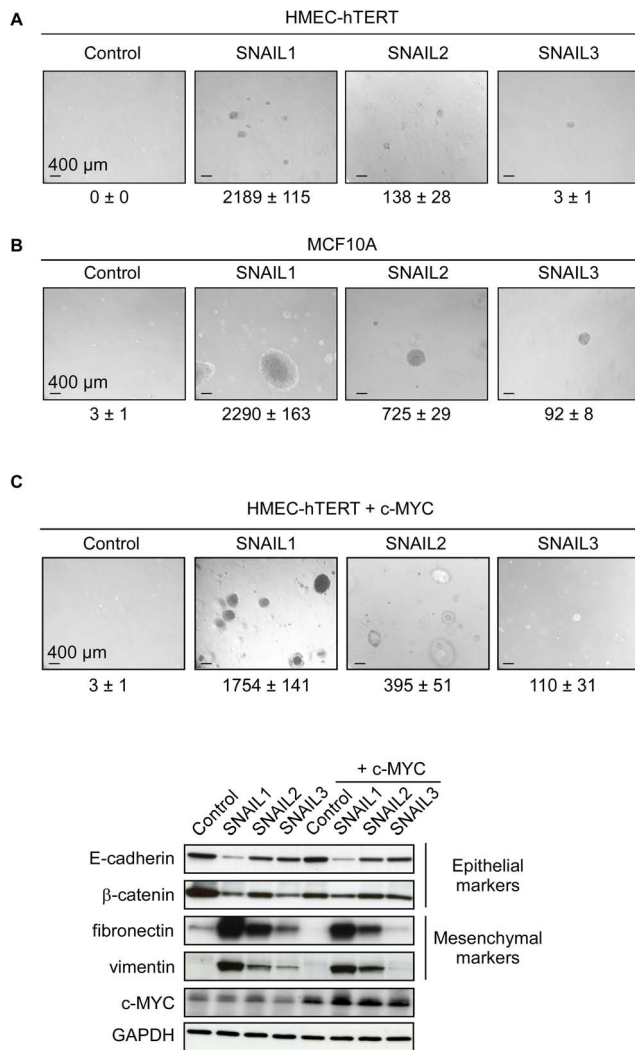 A
HMEC-hTERT
Control SNAIL1 SNAIL2 SNAIL3
400 µm
0 ± 0 2189 ± 115 138 ± 28 3 ± 1
B
MCF10A
Control SNAIL1 SNAIL2 SNAIL3
400 µm
3 ± 1 2290 ± 163 725 ± 29 92 ± 8
C
HMEC-hTERT + c-MYC
Control SNAIL1 SNAIL2 SNAIL3
400 µm
3 ± 1 1754 ± 141 395 ± 51 110 ± 31
+ c-MYC
Control SNAIL1 SNAIL2 SNAIL3 Control SNAIL1 SNAIL2 SNAIL3
E-cadherin
β-catenin
Epithelial
markers
fibronectin
vimentin
Mesenchymal
markers
c-MYC
GAPDH